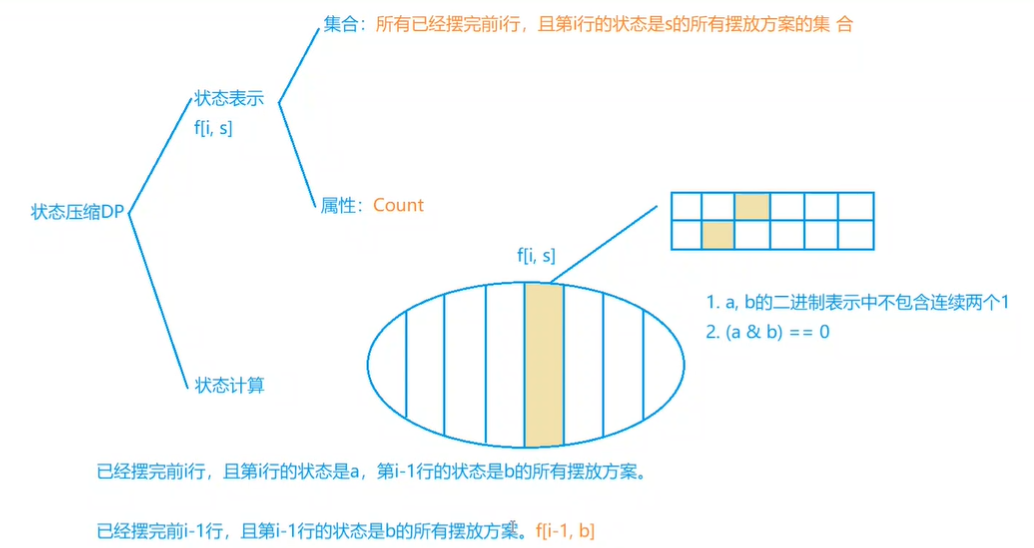 集合：所有已经摆完前i行，且第i行的状态是s的所有摆放方案的集 合
状态表示
f[i, s]
状态压缩DP
属性：Count
f[i, s]
1. a, b的二进制表示中不包含连续两个1
2. (a & b) == 0
状态计算
已经摆完前i行，且第i行的状态是a，第i-1行的状态是b的所有摆放方案。
已经摆完前i-1行，且第i-1行的状态是b的所有摆放方案。f[i-1, b]